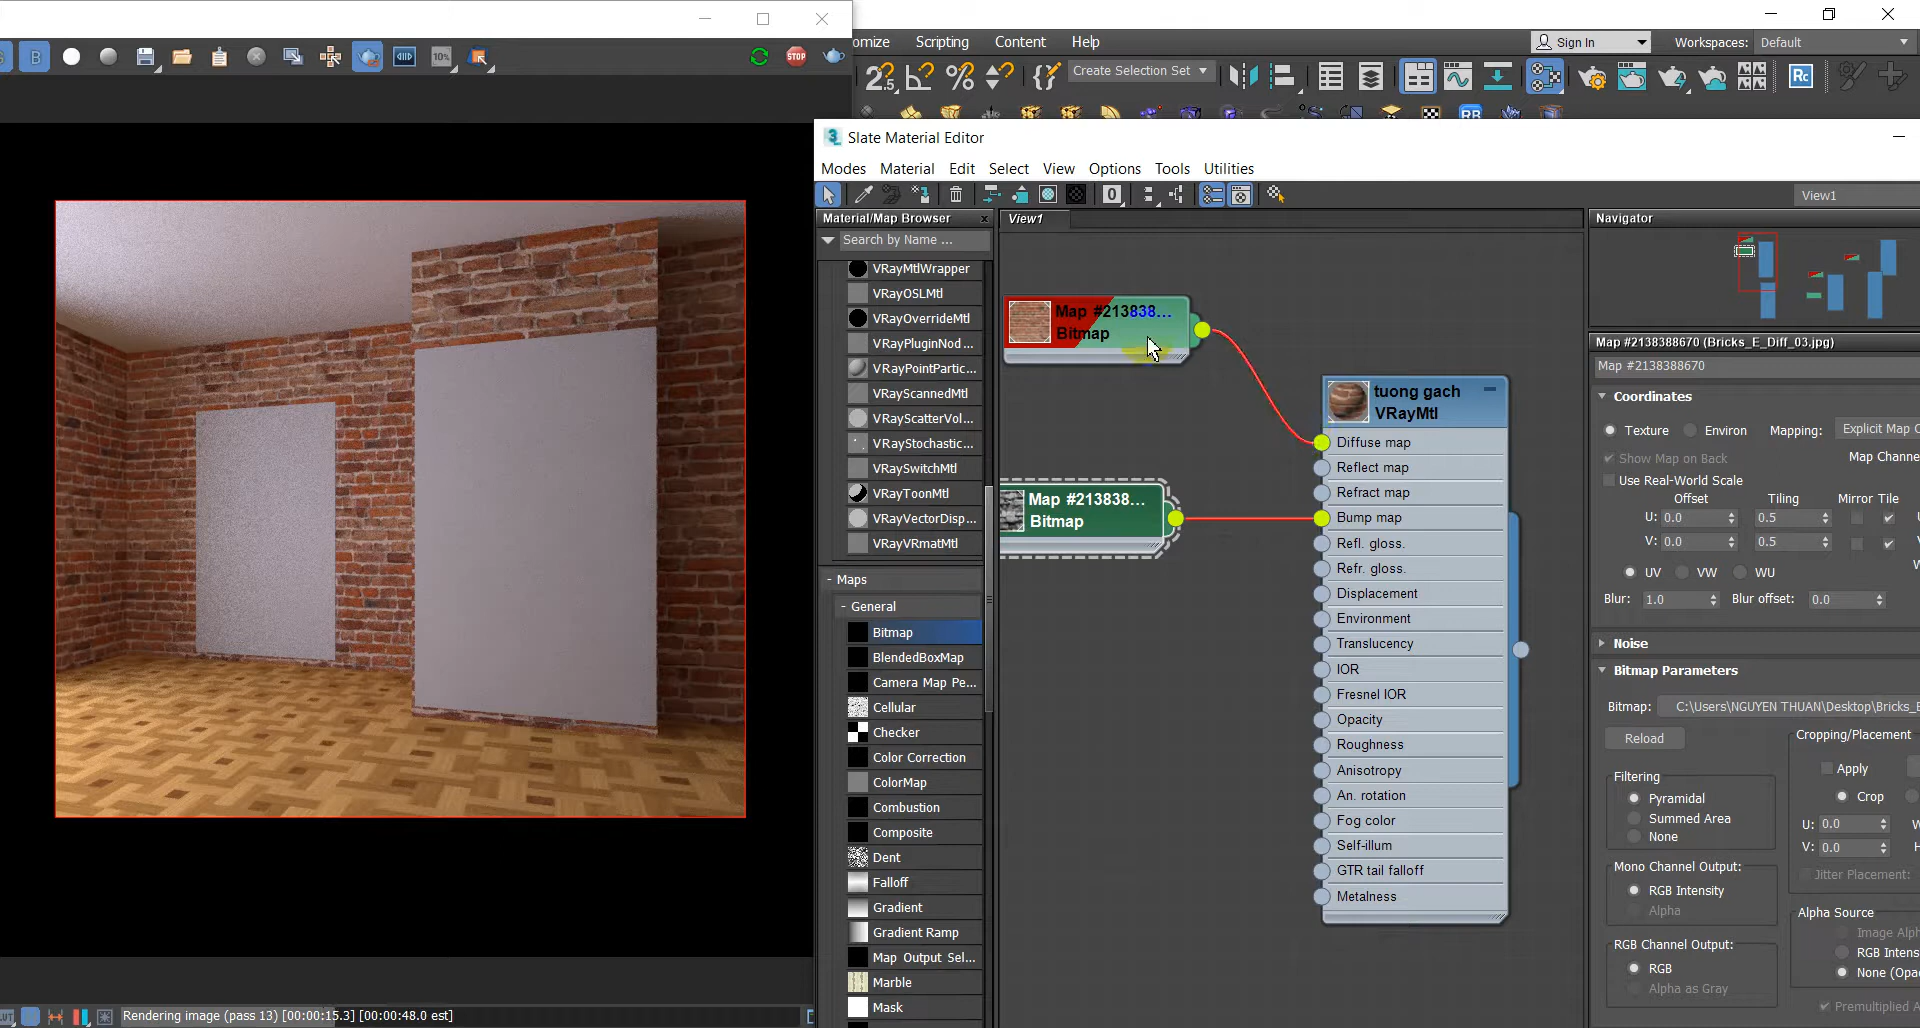 omize Scripting Content Help
Sign In
Workspaces: Default
Create Selection Set
Slate Material Editor
Modes Material Edit Select View Options Tools Utilities
View1
Material/Map Browser
Search by Name ...
VRayMtlWrapper
VRayOSLMtl
VRayOverrideMtl
VRayPluginNod...
VRayPointPartic...
VRayScannedMtl
VRayScatterVol...
VRayStochastic...
VRaySwitchMtl
VRayToonMtl
VRayVectorDisp...
VRayVRmatMtl
- Maps
- General
Bitmap
BlendedBoxMap
Camera Map Pe...
Cellular
Checker
Color Correction
ColorMap
Combustion
Composite
Dent
Falloff
Gradient
Gradient Ramp
Map Output Sel...
Marble
Mask
View1
Map #213838...
Bitmap
Map #213838...
Bitmap
tuong gach
VRayMtl
Diffuse map
Reflect map
Refract map
Bump map
Refl. gloss.
Refr. gloss.
Displacement
Environment
Translucency
IOR
Fresnel IOR
Opacity
Roughness
Anisotropy
An. rotation
Fog color
Self-illum
GTR tail falloff
Metalness
Navigator
Map #2138388670 (Bricks_E_Diff_03.jpg)
Map #2138388670
Coordinates
Texture Environ Mapping: Explicit Map C
Show Map on Back Map Channe
Use Real-World Scale
Offset Tiling Mirror Tile
U: 0.0 0.5
V: 0.0 0.5
UV VW WU
Blur: 1.0 Blur offset: 0.0
Noise
Bitmap Parameters
Bitmap: C:\Users\NGUYEN THUAN\Desktop\Bricks_E
Reload
Cropping/Placement
Apply
Crop
U: 0.0
V: 0.0
Jitter Placement:
Filtering
Pyramidal
Summed Area
None
Mono Channel Output:
RGB Intensity
Alpha
RGB Channel Output:
RGB
Alpha as Gray
Alpha Source
Image Alph
RGB Intens
None (Opa
Premultiplied A
Rendering image (pass 13) [00:00:15.3] [00:00:48.0 est]